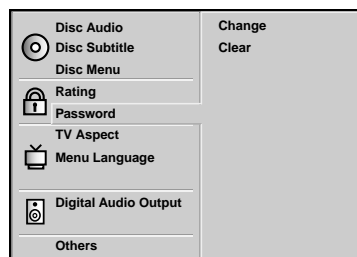 Disc Audio
Disc Subtitle
Disc Menu
Rating
Password
TV Aspect
Menu Language
Digital Audio Output
Others
Change
Clear